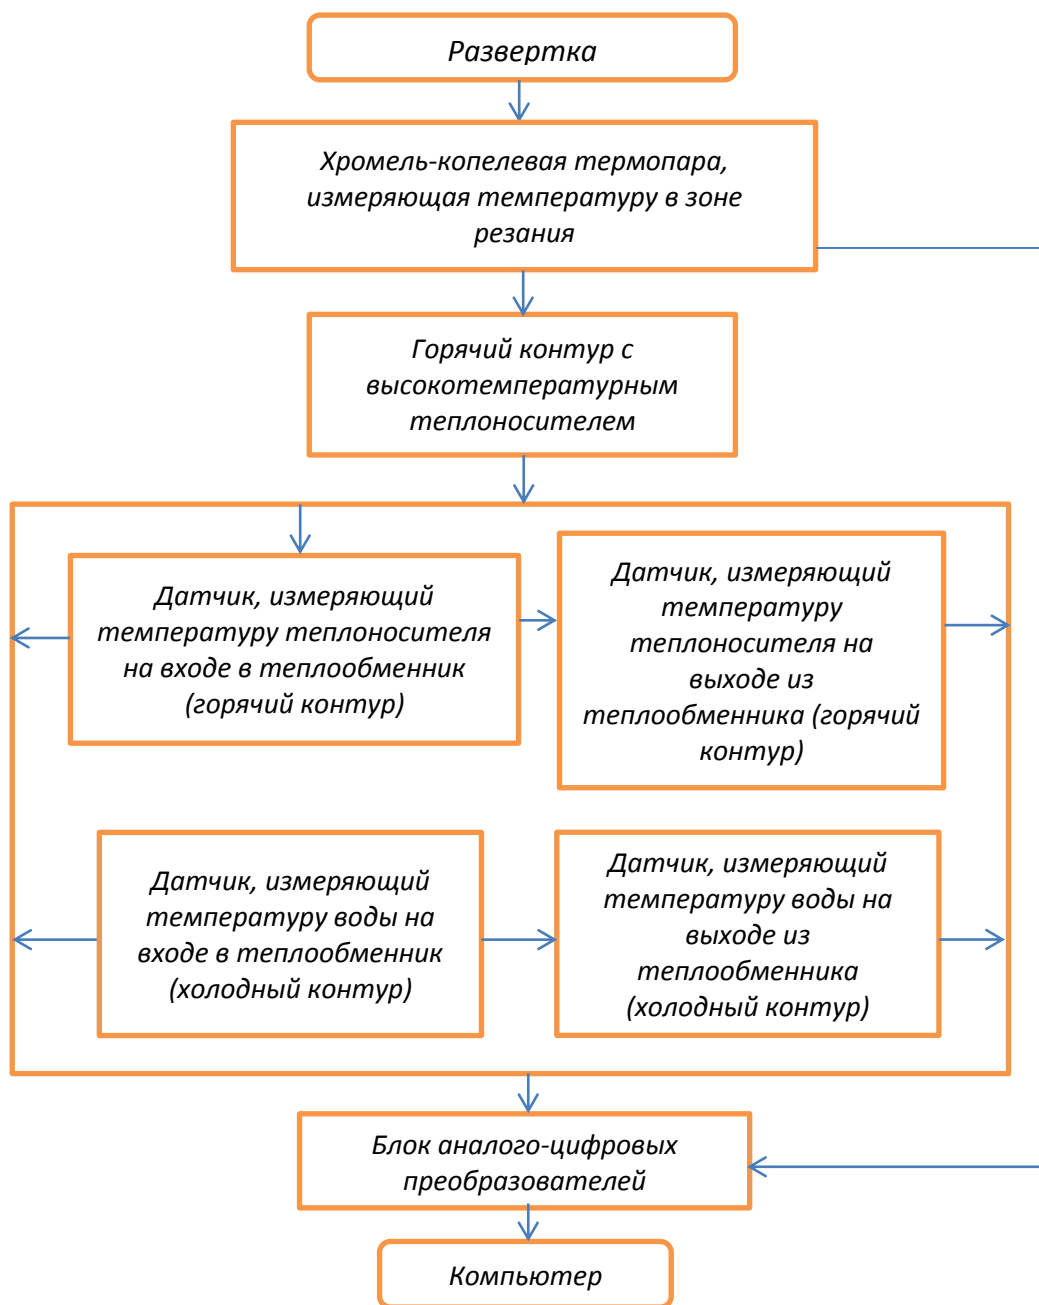 Развертка
Хромель-копелевая термопара,
измеряющая температуру в зоне
резания
Горячий контур с
высокотемпературным
теплоносителем
Датчик, измеряющий
температуру теплоносителя
на входе в теплообменник
(горячий контур)
Датчик, измеряющий
температуру
теплоносителя на
выходе из
теплообменника (горячий
контур)
Датчик, измеряющий
температуру воды на
входе в теплообменник
(холодный контур)
Датчик, измеряющий
температуру воды на
выходе из
теплообменника
(холодный контур)
Блок аналого-цифровых
преобразователей
Компьютер